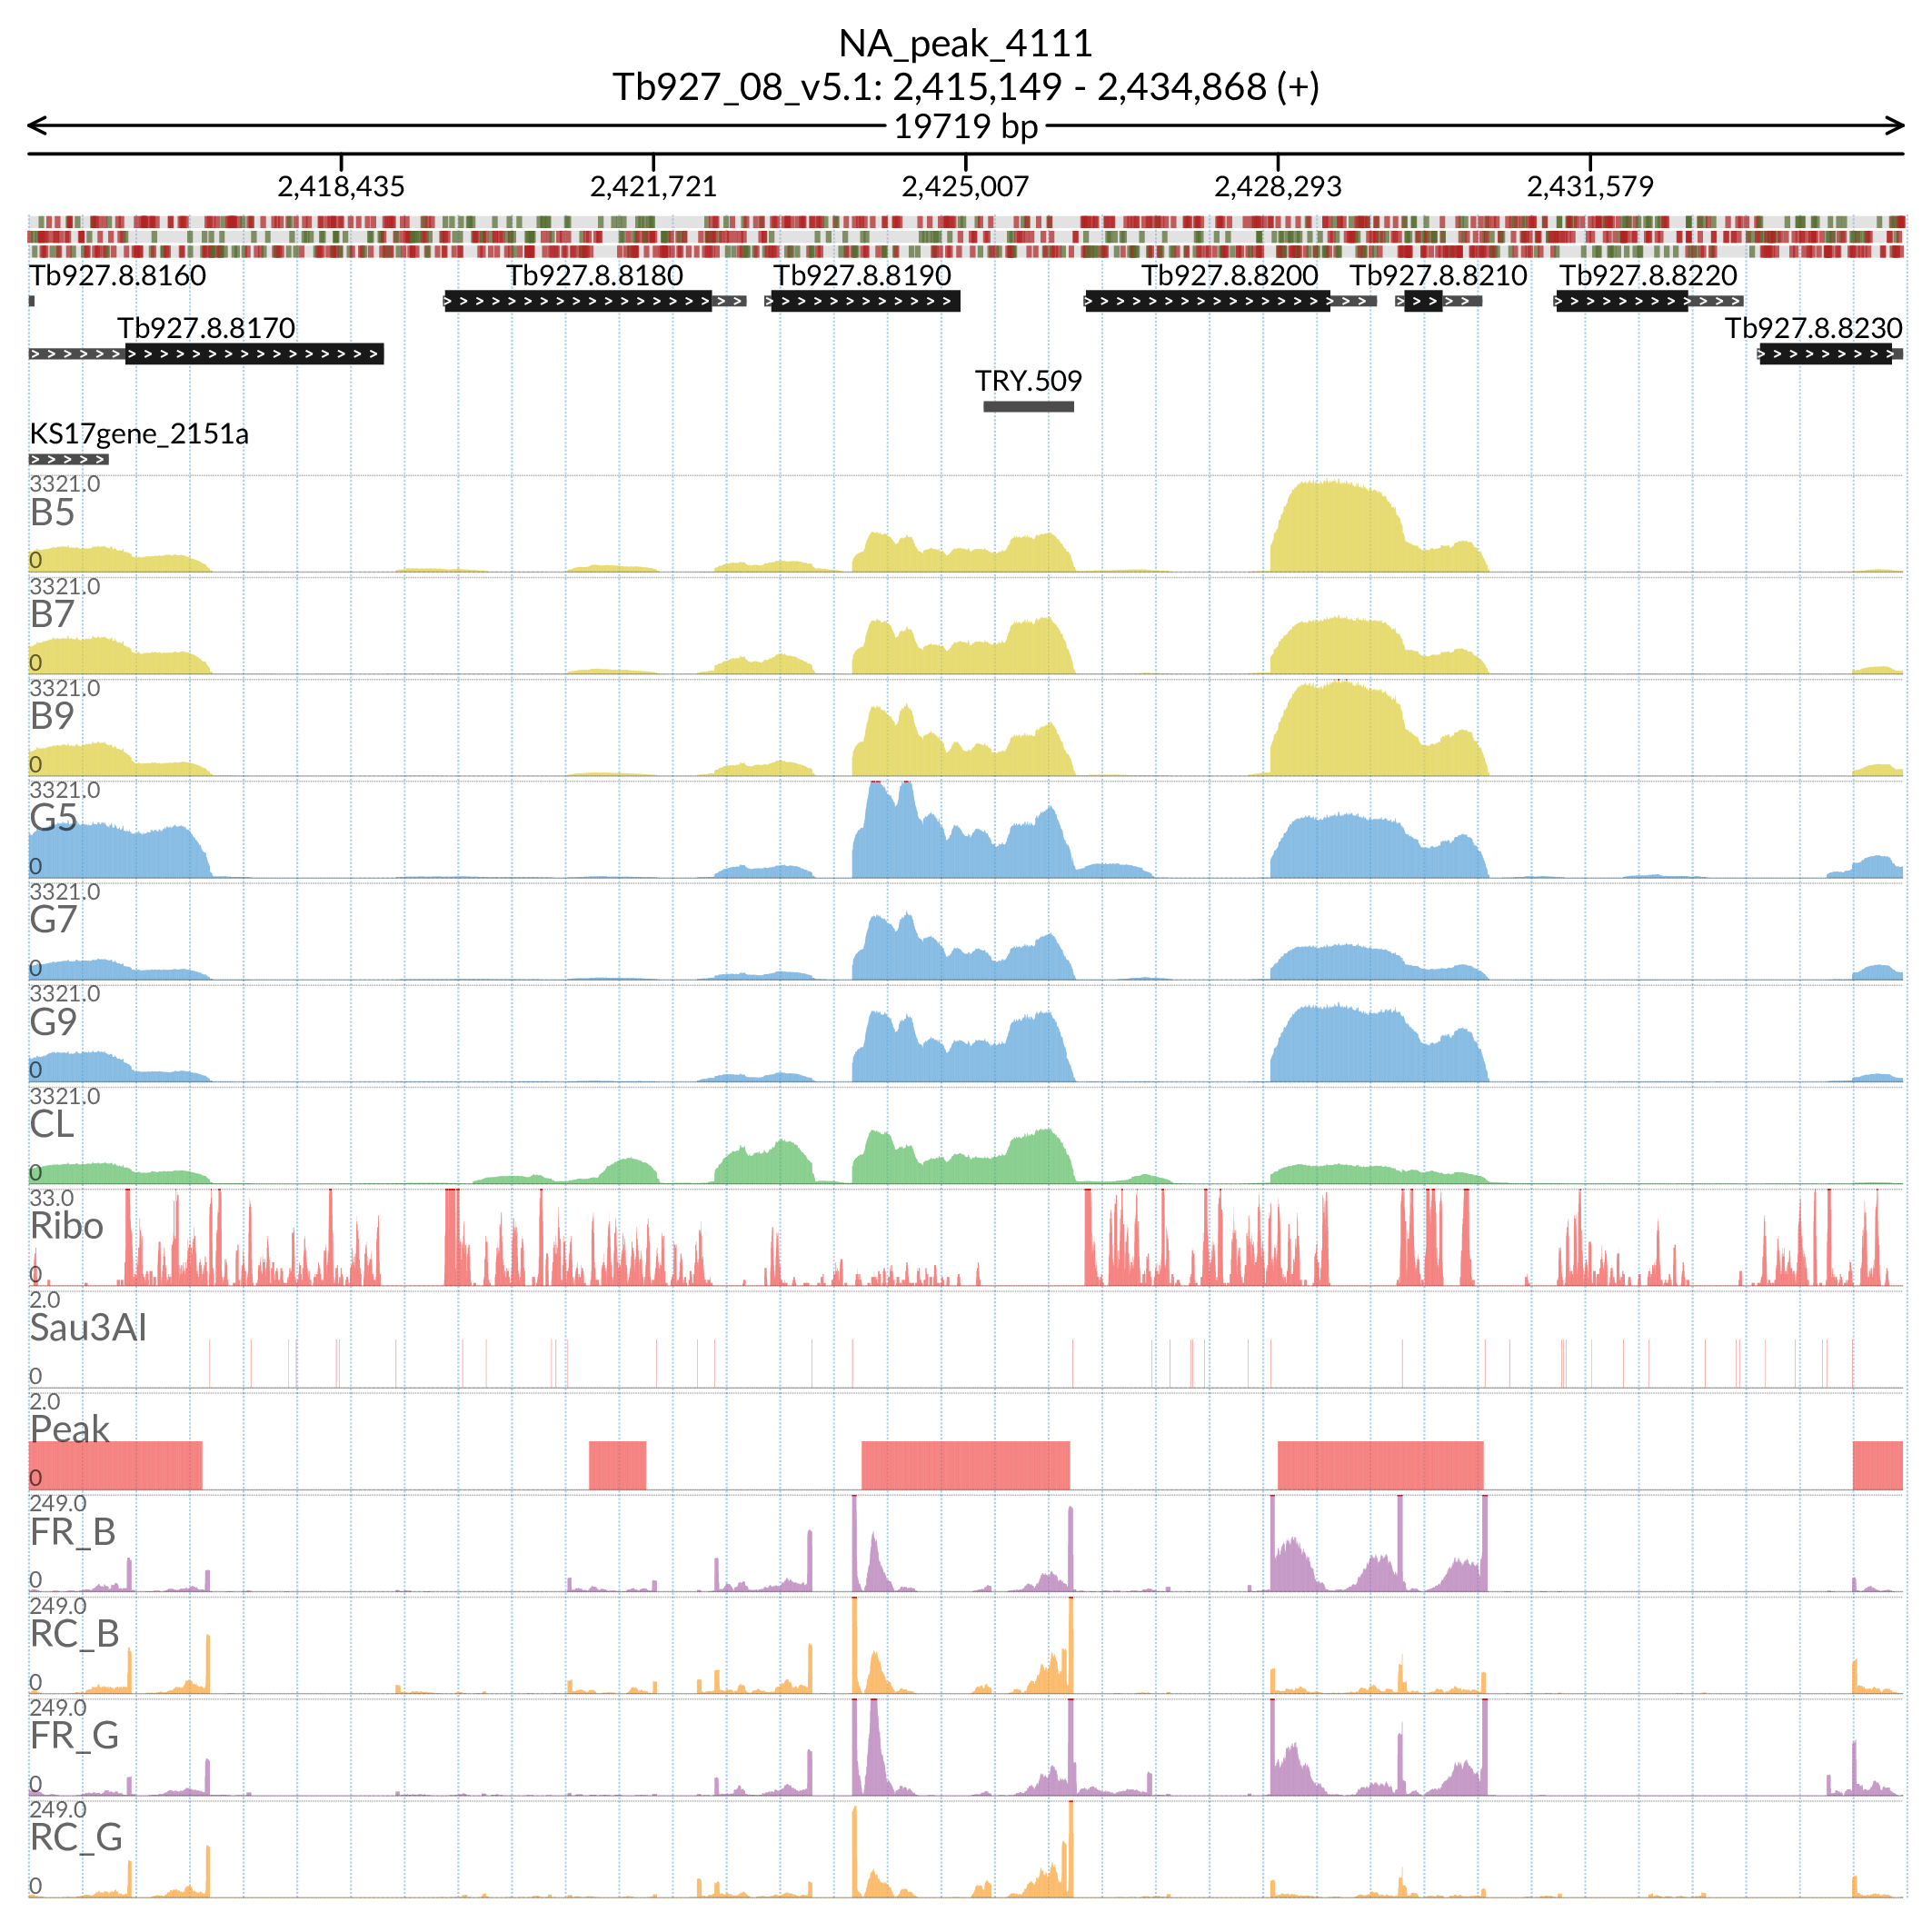 NA_peak_4111
Tb927_08_v5.1: 2,415,149 - 2,434,868 (+)
19719 bp
2,418,435 2,421,721 2,425,007 2,428,293 2,431,579
Tb927.8.8160 Tb927.8.8180 Tb927.8.8190 Tb927.8.8200 Tb927.8.8210 Tb927.8.8220
Tb927.8.8170 Tb927.8.8230
TRY.509
KS17gene_2151a
3321.0
B5
0
3321.0
B7
0
3321.0
B9
0
3321.0
G5
0
3321.0
G7
0
3321.0
G9
0
3321.0
CL
0
33.0
Ribo
0
2.0
Sau3AI
0
2.0
Peak
0
249.0
FR_B
0
249.0
RC_B
0
249.0
FR_G
0
249.0
RC_G
0